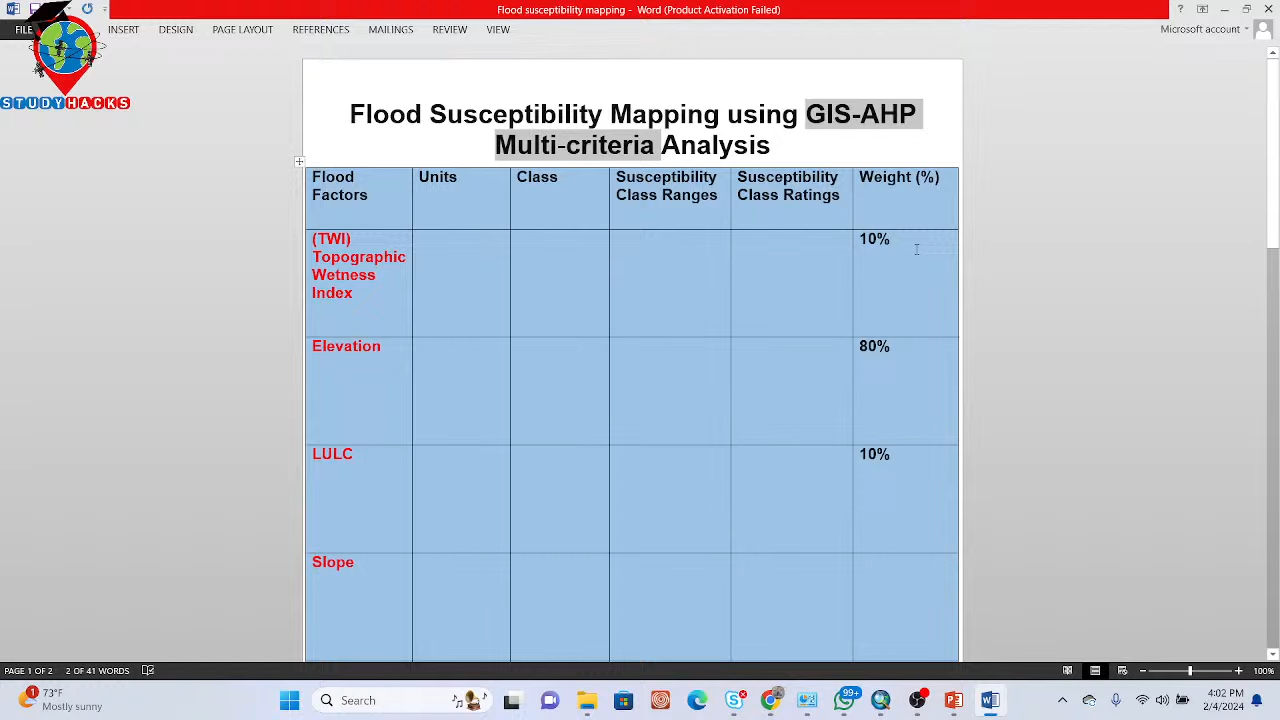 Flood susceptibility mapping - Word (Product Activation Failed)
FILE INSERT DESIGN PAGE LAYOUT REFERENCES MAILINGS REVIEW VIEW
Microsoft account
STUDYHACKS
Flood Susceptibility Mapping using GIS-AHP
Multi-criteria Analysis
Flood
Factors
Units
Class
Susceptibility
Class Ranges
Susceptibility
Class Ratings
Weight (%)
(TWI)
Topographic
Wetness
Index
10%
Elevation
80%
LULC
10%
Slope
PAGE 1 OF 2 2 OF 41 WORDS
100%
1
73°F
Mostly sunny
Search
99+
4:02 PM